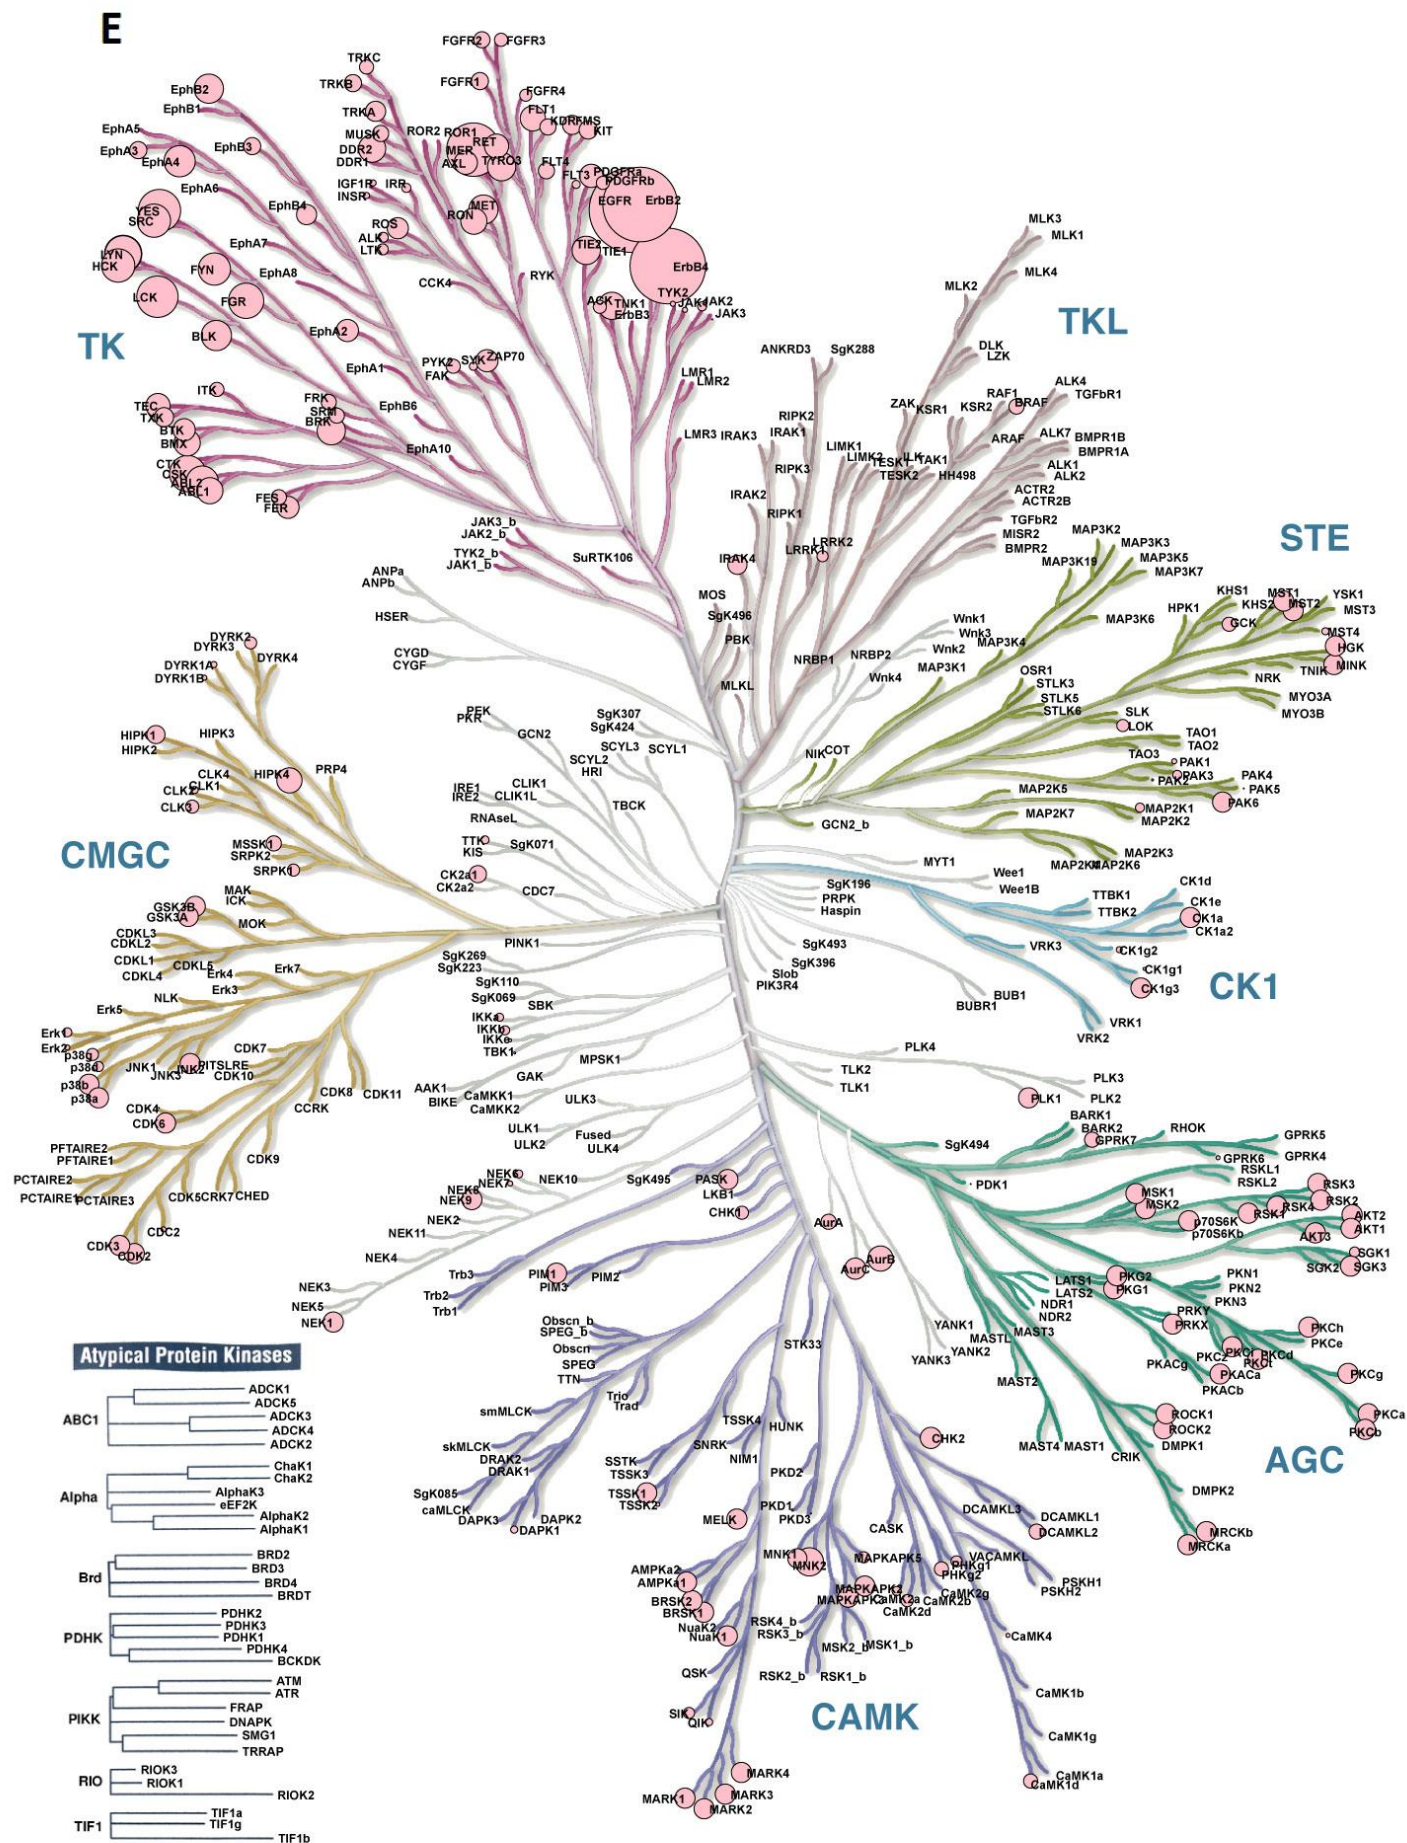 E
FGFR2 FGFR3
TRKC
TRKB
FGFR1
EphB2
EphB1
FGFR4
FLT1
TRKA
KDR FMS
KIT
EphA5
MUSK
ROR2 ROR1
RET
DDR2
EphB3
EphA3
EphA4
DDR1
MER
AXL
TYRO3
FLT4
FLT3
PDGFRa
PDGFRb
EphA6
IGF1R
IRR
INSR
EGFR
ErbB2
YES
SRC
EphB4
MET
RON
MLK3
MLK1
ROS
ALK
LTK
EphA7
TIE2
TIE1
LYN
HCK
FYN
EphA8
ErbB4
RYK
MLK4
CCK4
MLK2
LCK
FGR
ACK
TNK1
ErbB3
TYK2
JAK1
JAK2
JAK3
TKL
TK
BLK
EphA2
DLK
LZK
ANKRD3
SgK288
PYK2
SYK
ZAP70
FAK
EphA1
LMR1
LMR2
ITK
FRK
SRM
BRK
EphB6
ALK4
TGFbR1
RAF1
BRAF
ZAK
KSR1
KSR2
TEC
TXK
BTK
BMX
RIPK2
IRAK3
IRAK1
LMR3
ARAF
ALK7
BMPR1B
BMPR1A
EphA10
LIMK1
LIMK2
TESK1
ILK
TAK1
TESK2
HH498
ALK1
ALK2
CTK
CSK
ABL2
ABL1
RIPK3
IRAK2
RIPK1
ACTR2
ACTR2B
FES
FER
TGFbR2
MISR2
BMPR2
JAK3_b
JAK2_b
TYK2_b
JAK1_b
SuRTK106
LRRK2
LRRK1
IRAK4
MAP3K2
MAP3K3
MAP3K5
MAP3K7
MAP3K19
STE
ANPa
ANPb
HSER
MOS
SgK496
PBK
Wnk1
Wnk3
Wnk2
Wnk4
MAP3K6
MAP3K4
MAP3K1
KHS1
KHS2
MST1
MST2
YSK1
MST3
HPK1
GCK
MST4
HGK
MINK
TNIK
NRK
MYO3A
MYO3B
DYRK2
DYRK3
DYRK4
DYRK1A
DYRK1B
CYGD
CYGF
NRBP1
NRBP2
MLKL
OSR1
STLK3
STLK5
STLK6
SLK
LOK
TAO1
TAO2
TAO3
HIPK1
HIPK2
HIPK3
PEK
PKR
GCN2
SgK307
SgK424
SCYL3
SCYL1
SCYL2
HRI
NIK
COT
PAK1
PAK3
PAK2
PAK4
PAK5
PAK6
CLK4
CLK1
CLK2
CLK3
HIPK4
PRP4
IRE1
IRE2
CLIK1
CLIK1L
TBCK
RNAseL
MAP2K5
MAP2K7
MAP2K1
MAP2K2
GCN2_b
MAP2K3
MAP2K4
MAP2K6
CMGC
MSSK1
SRPK2
SRPK1
TTK
KIS
SgK071
CK2a1
CK2a2
CDC7
MYT1
Wee1
Wee1B
SgK196
PRPK
Haspin
TTBK1
TTBK2
CK1d
CK1e
CK1a
CK1a2
MAK
ICK
GSK3B
GSK3A
MOK
CDKL3
CDKL2
CDKL1
CDKL4
CDKL5
PINK1
SgK269
SgK223
SgK493
SgK396
Slob
PIK3R4
VRK3
CK1g2
CK1g1
CK1g3
CK1
Erk4
Erk7
Erk3
SgK110
SgK069
SBK
BUB1
BUBR1
VRK1
VRK2
NLK
Erk5
Erk1
Erk2
p38g
p38d
p38b
p38a
IKKa
IKKb
IKKe
TBK1
JNK1
JNK3
JNK2
PITSLRE
CDK7
CDK10
MPSK1
GAK
AAK1
BIKE
CaMKK1
CaMKK2
ULK3
PLK4
TLK2
TLK1
PLK3
PLK1
PLK2
CDK4
CDK6
CDK8
CDK11
CCRK
ULK1
ULK2
Fused
ULK4
BARK1
BARK2
GPRK7
RHOK
GPRK5
GPRK4
GPRK6
SgK494
RSKL1
RSKL2
PFTAIRE2
PFTAIRE1
CDK9
PCTAIRE2
PCTAIRE1
PCTAIRE3
CDK5
CRK7
CHED
NEK6
NEK7
NEK8
NEK9
NEK10
SgK495
PASK
LKB1
CHK1
PDK1
MSK1
MSK2
RSK3
RSK2
RSK4
RSK1
p70S6K
p70S6Kb
AKT2
AKT1
AKT3
CDC2
CDK3
CDK2
NEK2
NEK11
NEK4
AurA
AurB
AurC
SGK1
SGK3
SGK2
Trb3
Trb2
Trb1
PIM1
PIM3
PIM2
NEK3
NEK5
NEK1
LATS1
LATS2
NDR1
NDR2
PKG2
PKG1
PKN1
PKN2
PKN3
PRKY
PRKX
Obscn_b
SPEG_b
Obscn
SPEG
TTN
STK33
YANK1
YANK2
YANK3
MASTL
MAST3
MAST2
PKCh
PKCe
PKCz
PKCi
PKCd
PKCt
PKACg
PKACa
PKACb
PKCg
PKCa
PKCb
Atypical Protein Kinases
ABC1
ADCK1
ADCK5
ADCK3
ADCK4
ADCK2
Trio
Trad
smMLCK
skMLCK
DRAK2
DRAK1
SgK085
caMLCK
DAPK3
DAPK2
DAPK1
TSSK4
HUNK
SNRK
NIM1
SSTK
TSSK3
TSSK1
TSSK2
PKD2
PKD1
PKD3
MELK
CHK2
MAST4 MAST1
ROCK1
ROCK2
DMPK1
CRIK
DMPK2
MRCKb
MRCKa
AGC
Alpha
ChaK1
ChaK2
AlphaK3
eEF2K
AlphaK2
AlphaK1
CASK
DCAMKL3
DCAMKL1
DCAMKL2
Brd
BRD2
BRD3
BRD4
BRDT
AMPKa2
AMPKa1
BRSK2
BRSK1
NuaK2
NuaK1
MNK1
MNK2
MAPKAPK5
MAPKAPK2
MAPKAPK3
CaMK2a
CaMK2d
CaMK2b
CaMK2g
PHKg1
PHKg2
VACAMKL
PSKH1
PSKH2
PDHK
PDHK2
PDHK3
PDHK1
PDHK4
BCKDK
RSK4_b
RSK3_b
MSK2_b
MSK1_b
RSK2_b RSK1_b
CaMK4
QSK
SIK
QIK
CaMK1b
CaMK1g
CaMK1a
CaMK1d
CAMK
PIKK
ATM
ATR
FRAP
DNAPK
SMG1
TRRAP
MARK4
MARK3
MARK1
MARK2
RIO
RIOK3
RIOK1
RIOK2
TIF1
TIF1a
TIF1g
TIF1b